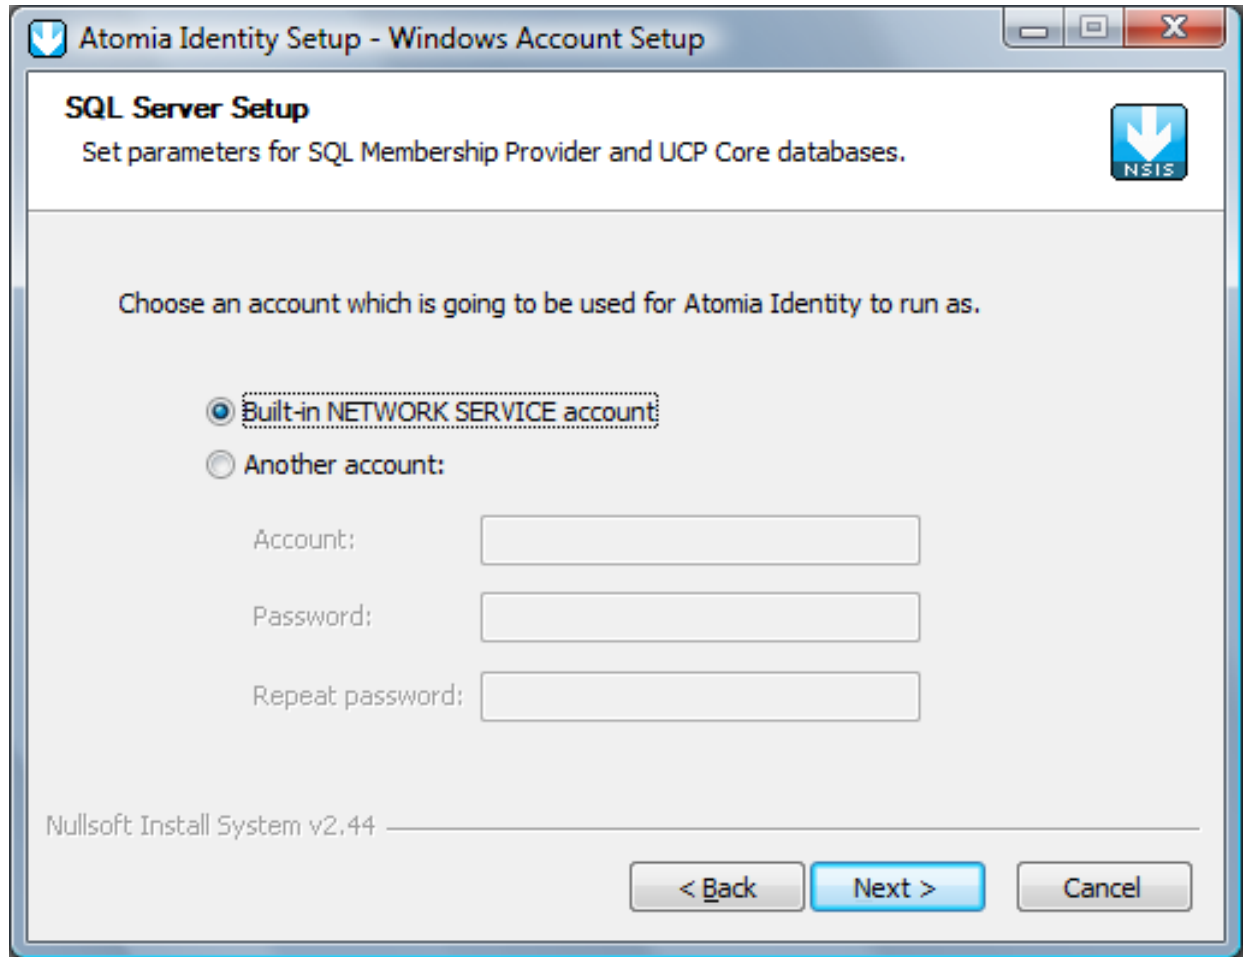 Atomia Identity Setup - Windows Account Setup
SQL Server Setup
Set parameters for SQL Membership Provider and UCP Core databases.
NSIS
Choose an account which is going to be used for Atomia Identity to run as.
Built-in NETWORK SERVICE account
Another account:
Account:
Password:
Repeat password:
Nullsoft Install System v2.44
< Back
Next >
Cancel